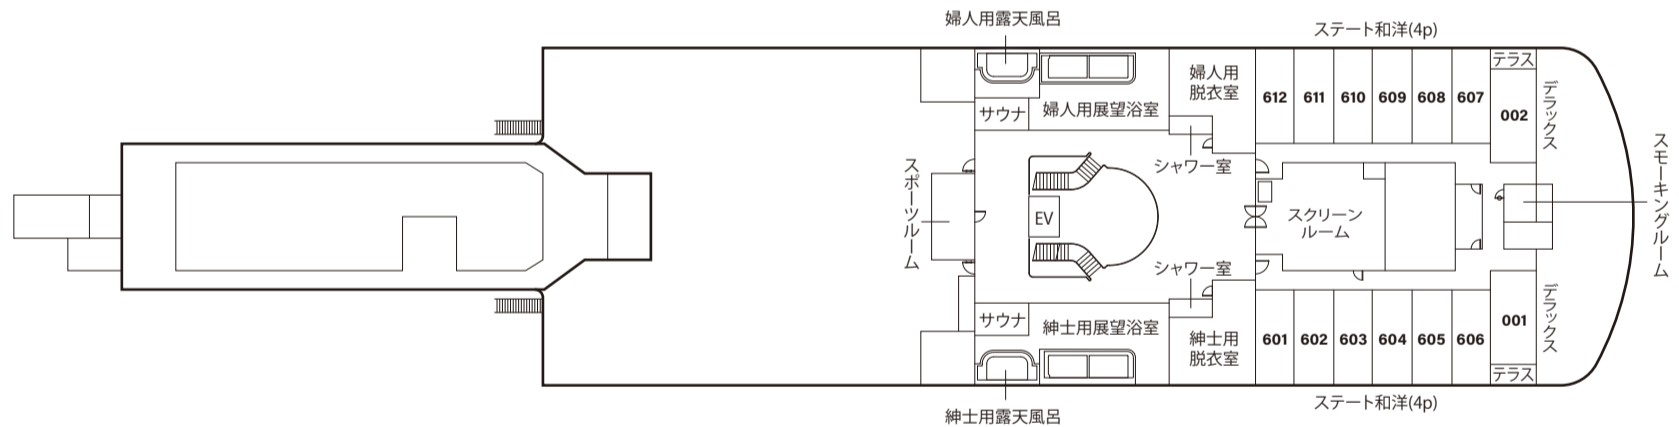 婦人用露天風呂
ステート和洋(4p)
テラス
婦人用
脱衣室
612
611
610
609
608
607
002
デラックス
サウナ
婦人用展望浴室
シャワー室
スポーツルーム
EV
スクリーン
ルーム
スモーキングルーム
シャワー室
サウナ
紳士用展望浴室
紳士用
脱衣室
601
602
603
604
605
606
001
デラックス
テラス
紳士用露天風呂
ステート和洋(4p)